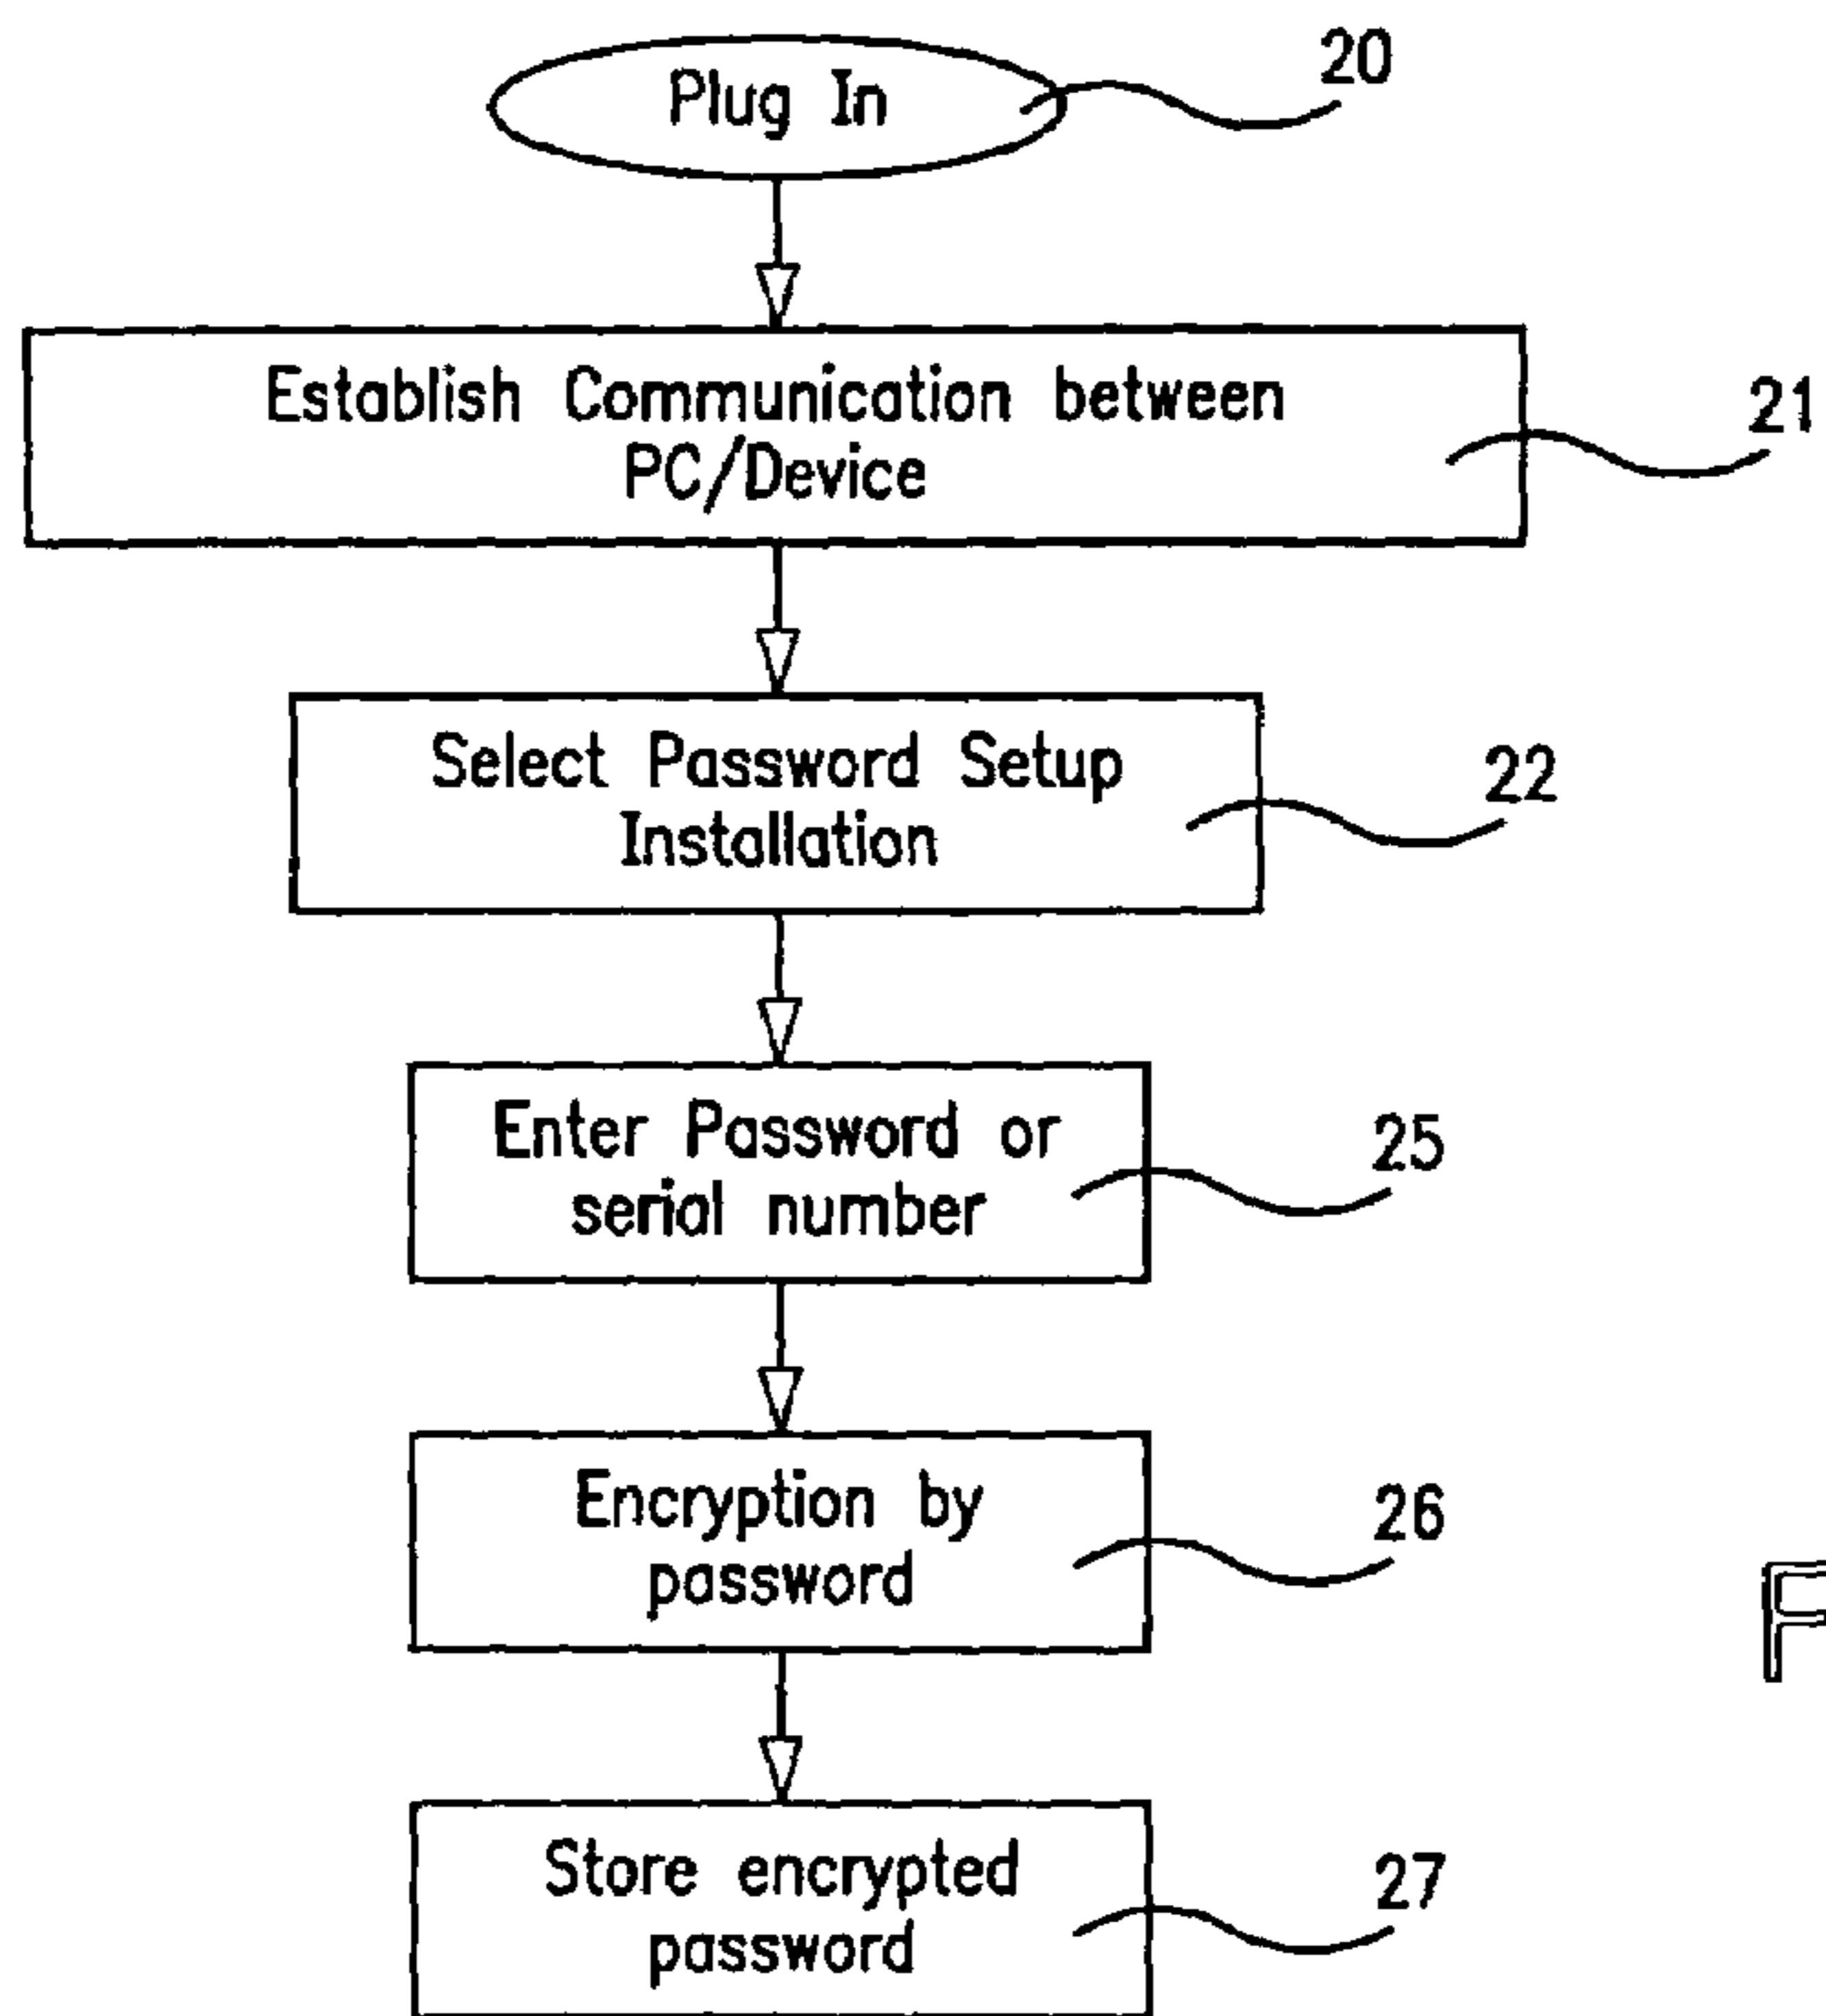 Plug In
20
Establish Communication between
PC/Device
21
Select Password Setup
Installation
22
Enter Password or
serial number
25
Encryption by
password
26
F
Store encrypted
password
27